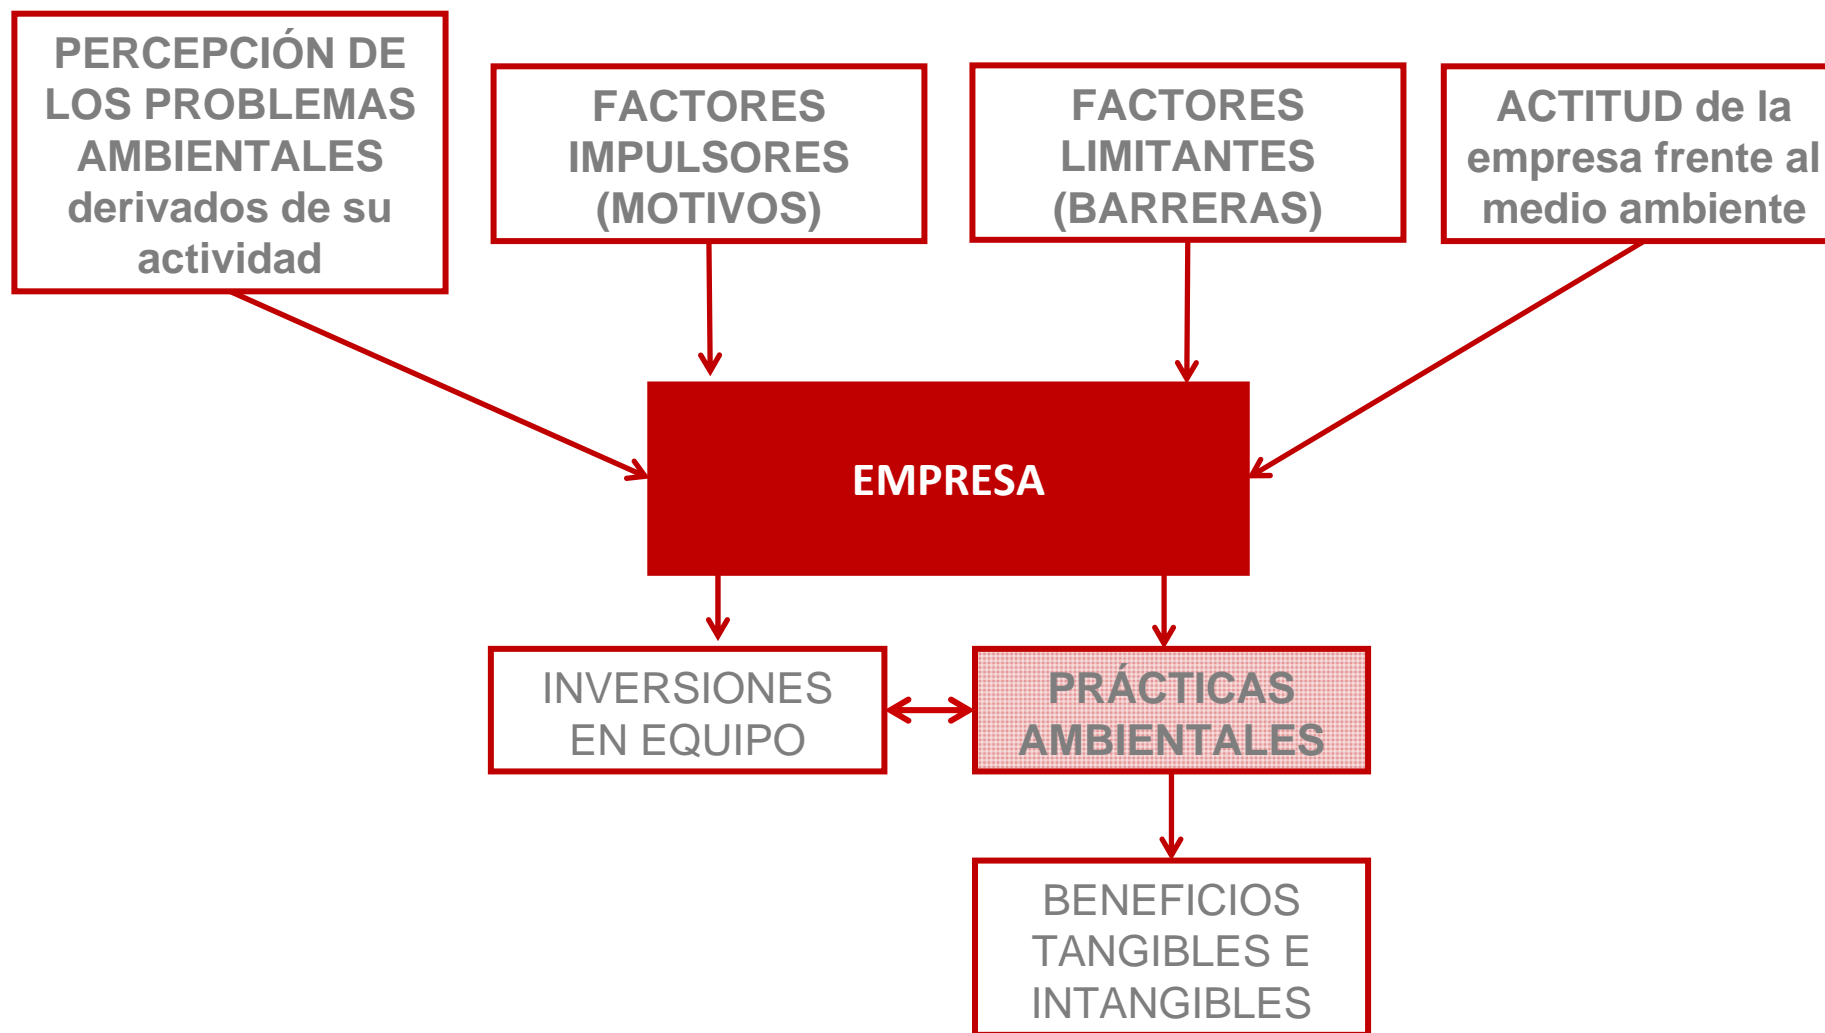 PERCEPCIÓN DE
LOS PROBLEMAS
AMBIENTALES
derivados de su
actividad
FACTORES
IMPULSORES
(MOTIVOS)
FACTORES
LIMITANTES
(BARRERAS)
ACTITUD de la
empresa frente al
medio ambiente
EMPRESA
INVERSIONES
EN EQUIPO
PRÁCTICAS
AMBIENTALES
BENEFICIOS
TANGIBLES E
INTANGIBLES